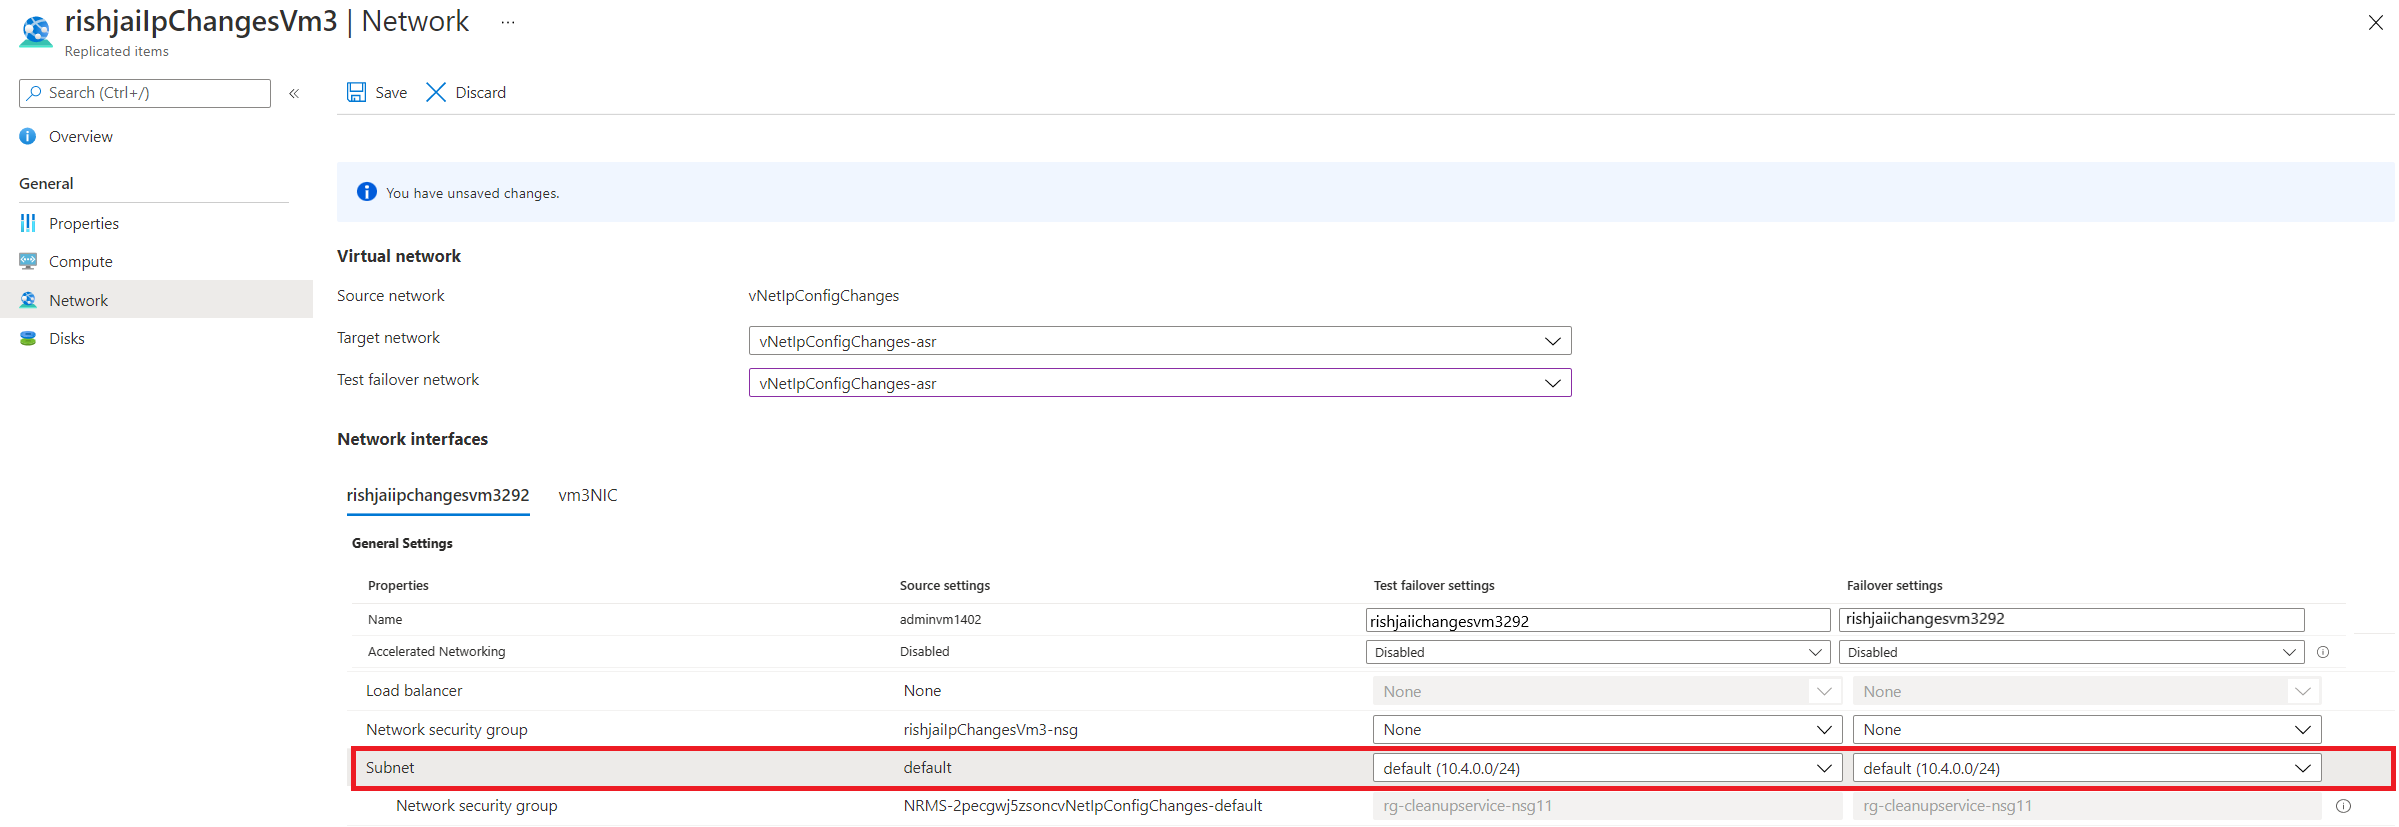 rishjaiIpChangesVm3 | Network ...
Replicated items
Search (Ctrl+/)
«
Save
Discard
Overview
You have unsaved changes.
General
Properties
Compute
Network
Disks
Virtual network
Source network vNetIpConfigChanges
Target network vNetIpConfigChanges-asr
Test failover network vNetIpConfigChanges-asr
Network interfaces
rishjaiipchangesvm3292 vm3NIC
General Settings
Properties Source settings Test failover settings Failover settings
Name adminvm1402 rishjaiichangesvm3292 rishjaiichangesvm3292
Accelerated Networking Disabled Disabled Disabled
Load balancer None None None
Network security group rishjaiIpChangesVm3-nsg None None
Subnet default default (10.4.0.0/24) default (10.4.0.0/24)
Network security group NRMS-2pecgwj5zsoncvNetIpConfigChanges-default rg-cleanupservice-nsg11 rg-cleanupservice-nsg11